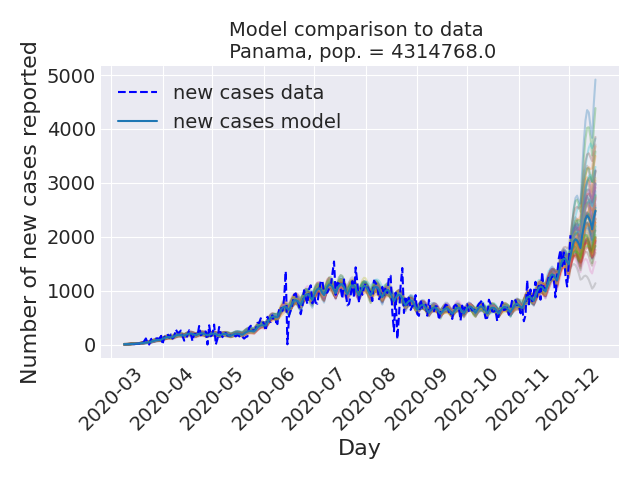 Model comparison to data
Panama, pop. = 4314768.0
Number of new cases reported
5000
4000
3000
2000
1000
0
new cases data
new cases model
2020-03
2020-04
2020-05
2020-06
2020-07
2020-08
2020-09
2020-10
2020-11
2020-12
Day